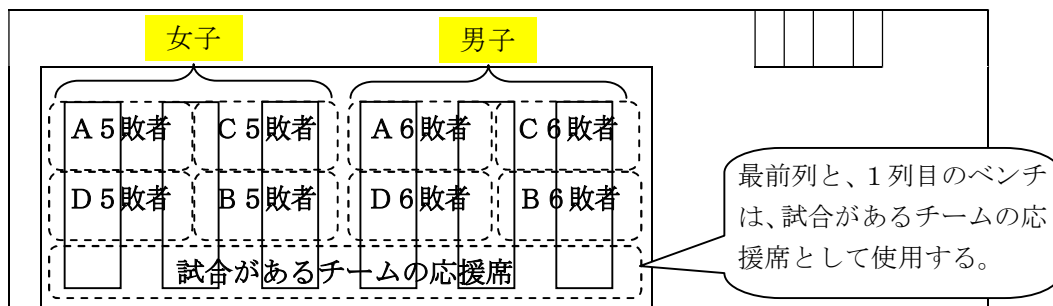 女子
男子
A５敗者
C５敗者
A６敗者
C６敗者
D５敗者
B５敗者
D６敗者
B６敗者
試合があるチームの応援席
最前列と、１列目のベンチ
は、試合があるチームの応
援席として使用する。